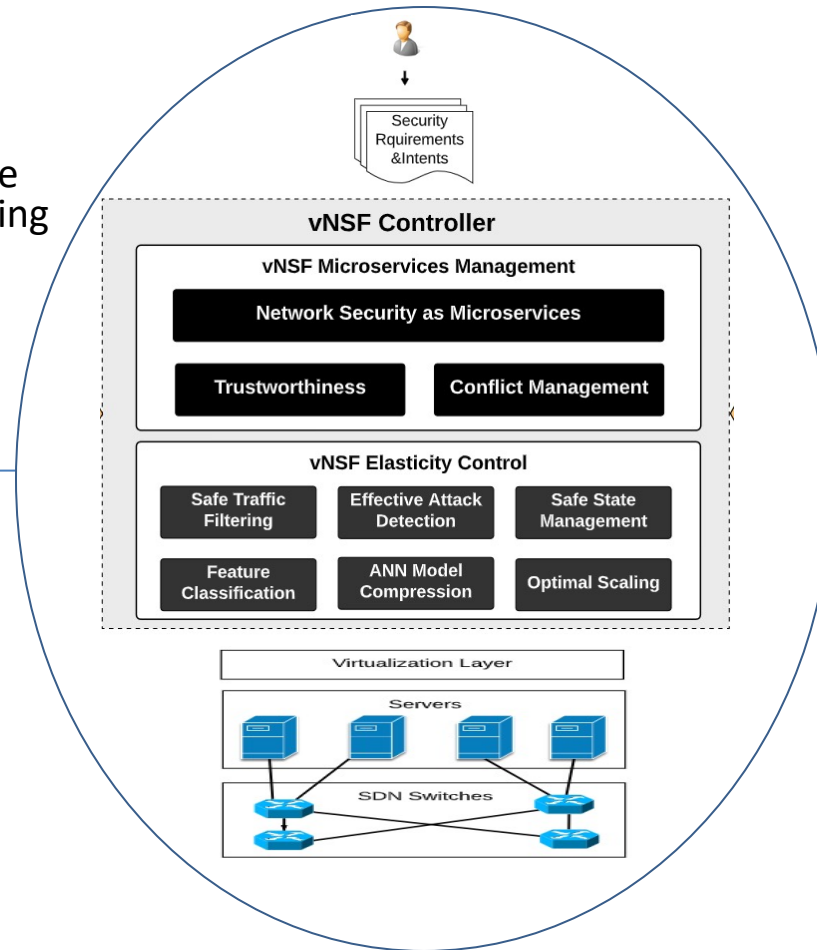 e
ing
Security
Rquirements
&Intents
vNSF Controller
vNSF Microservices Management
Network Security as Microservices
Trustworthiness
Conflict Management
vNSF Elasticity Control
Safe Traffic
Filtering
Effective Attack
Detection
Safe State
Management
Feature
Classification
ANN Model
Compression
Optimal Scaling
Virtualization Layer
Servers
SDN Switches